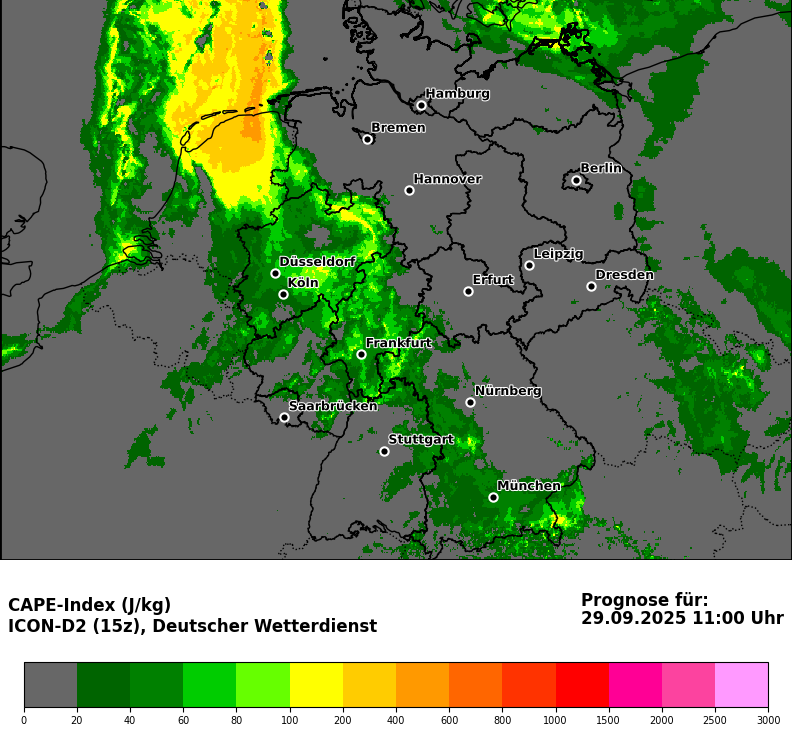 Hamburg
Bremen
Hannover
Berlin
Düsseldorf
Köln
Leipzig
Erfurt
Dresden
Frankfurt
Nürnberg
Saarbrücken
Stuttgart
München
CAPE-Index (J/kg)
ICON-D2 (15z), Deutscher Wetterdienst
Prognose für:
29.09.2025 11:00 Uhr
0 20 40 60 80 100 200 400 600 800 1000 1500 2000 2500 3000